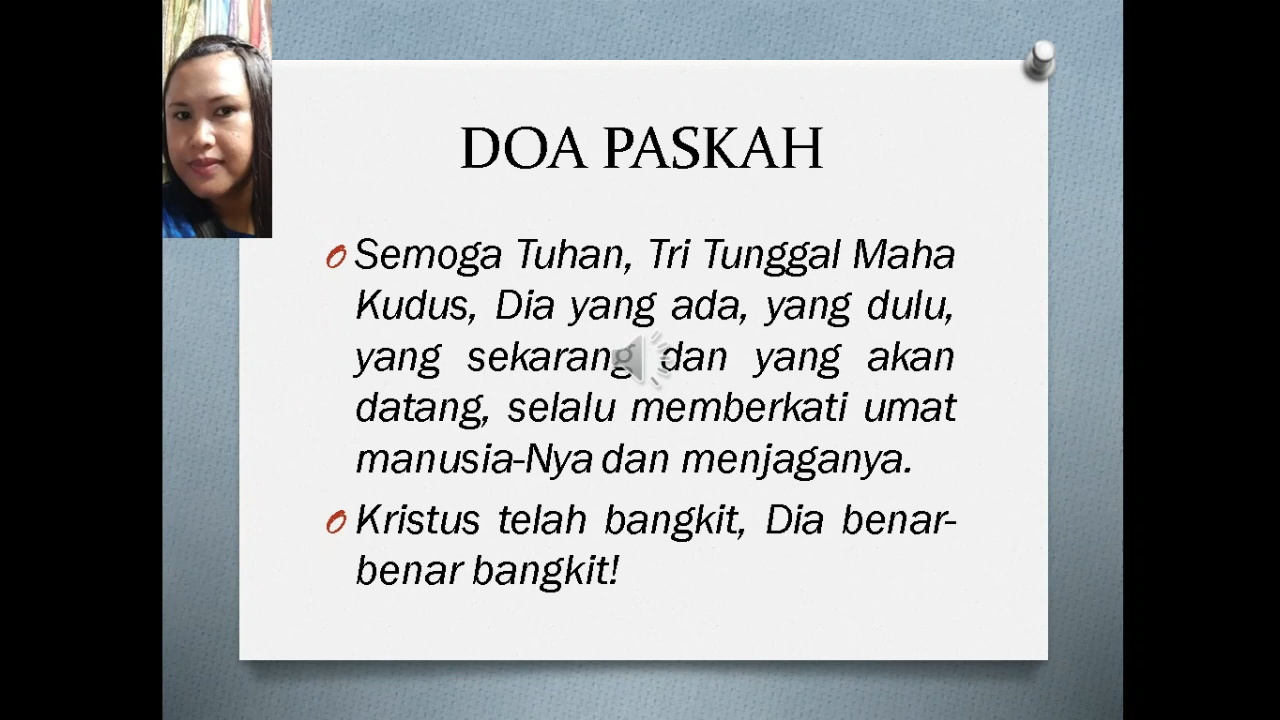 DOA PASKAH
Semoga Tuhan, Tri Tunggal Maha
Kudus, Dia yang ada, yang dulu,
yang sekarang dan yang akan
datang, selalu memberkati umat
manusia-Nya dan menjaganya.
Kristus telah bangkit, Dia benar-
benar bangkit!